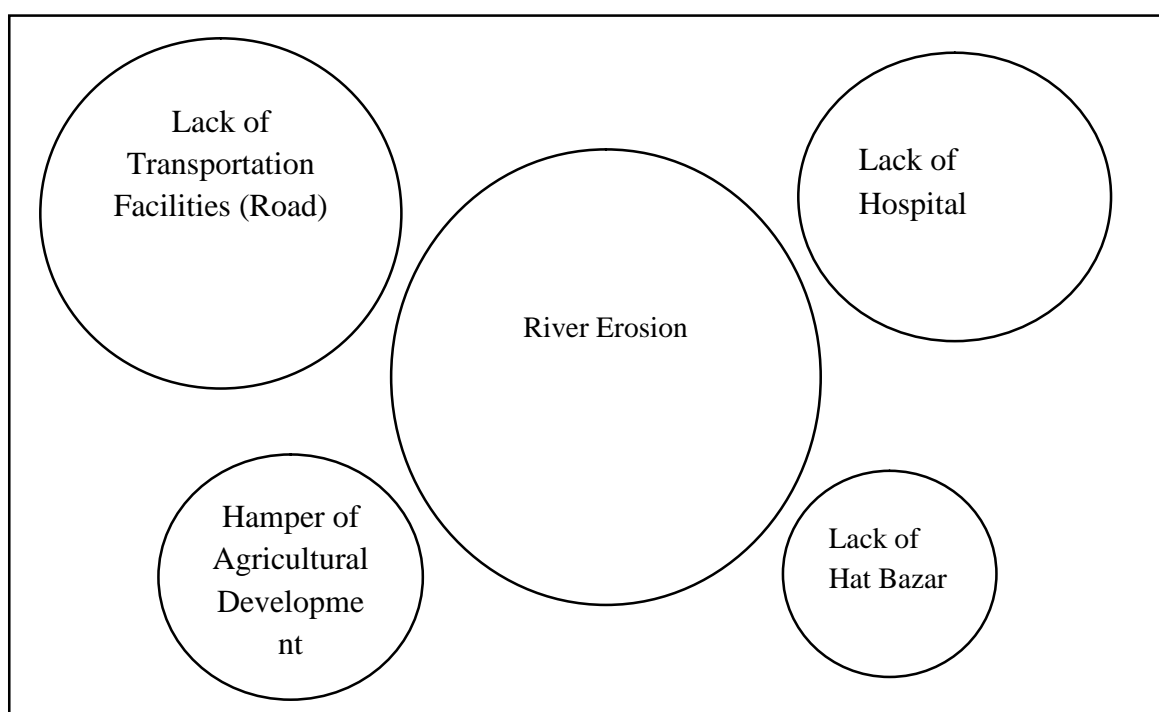 Lack of
Transportation
Facilities (Road)
Lack of
Hospital
River Erosion
Hamper of
Agricultural
Developme
nt
Lack of
Hat Bazar